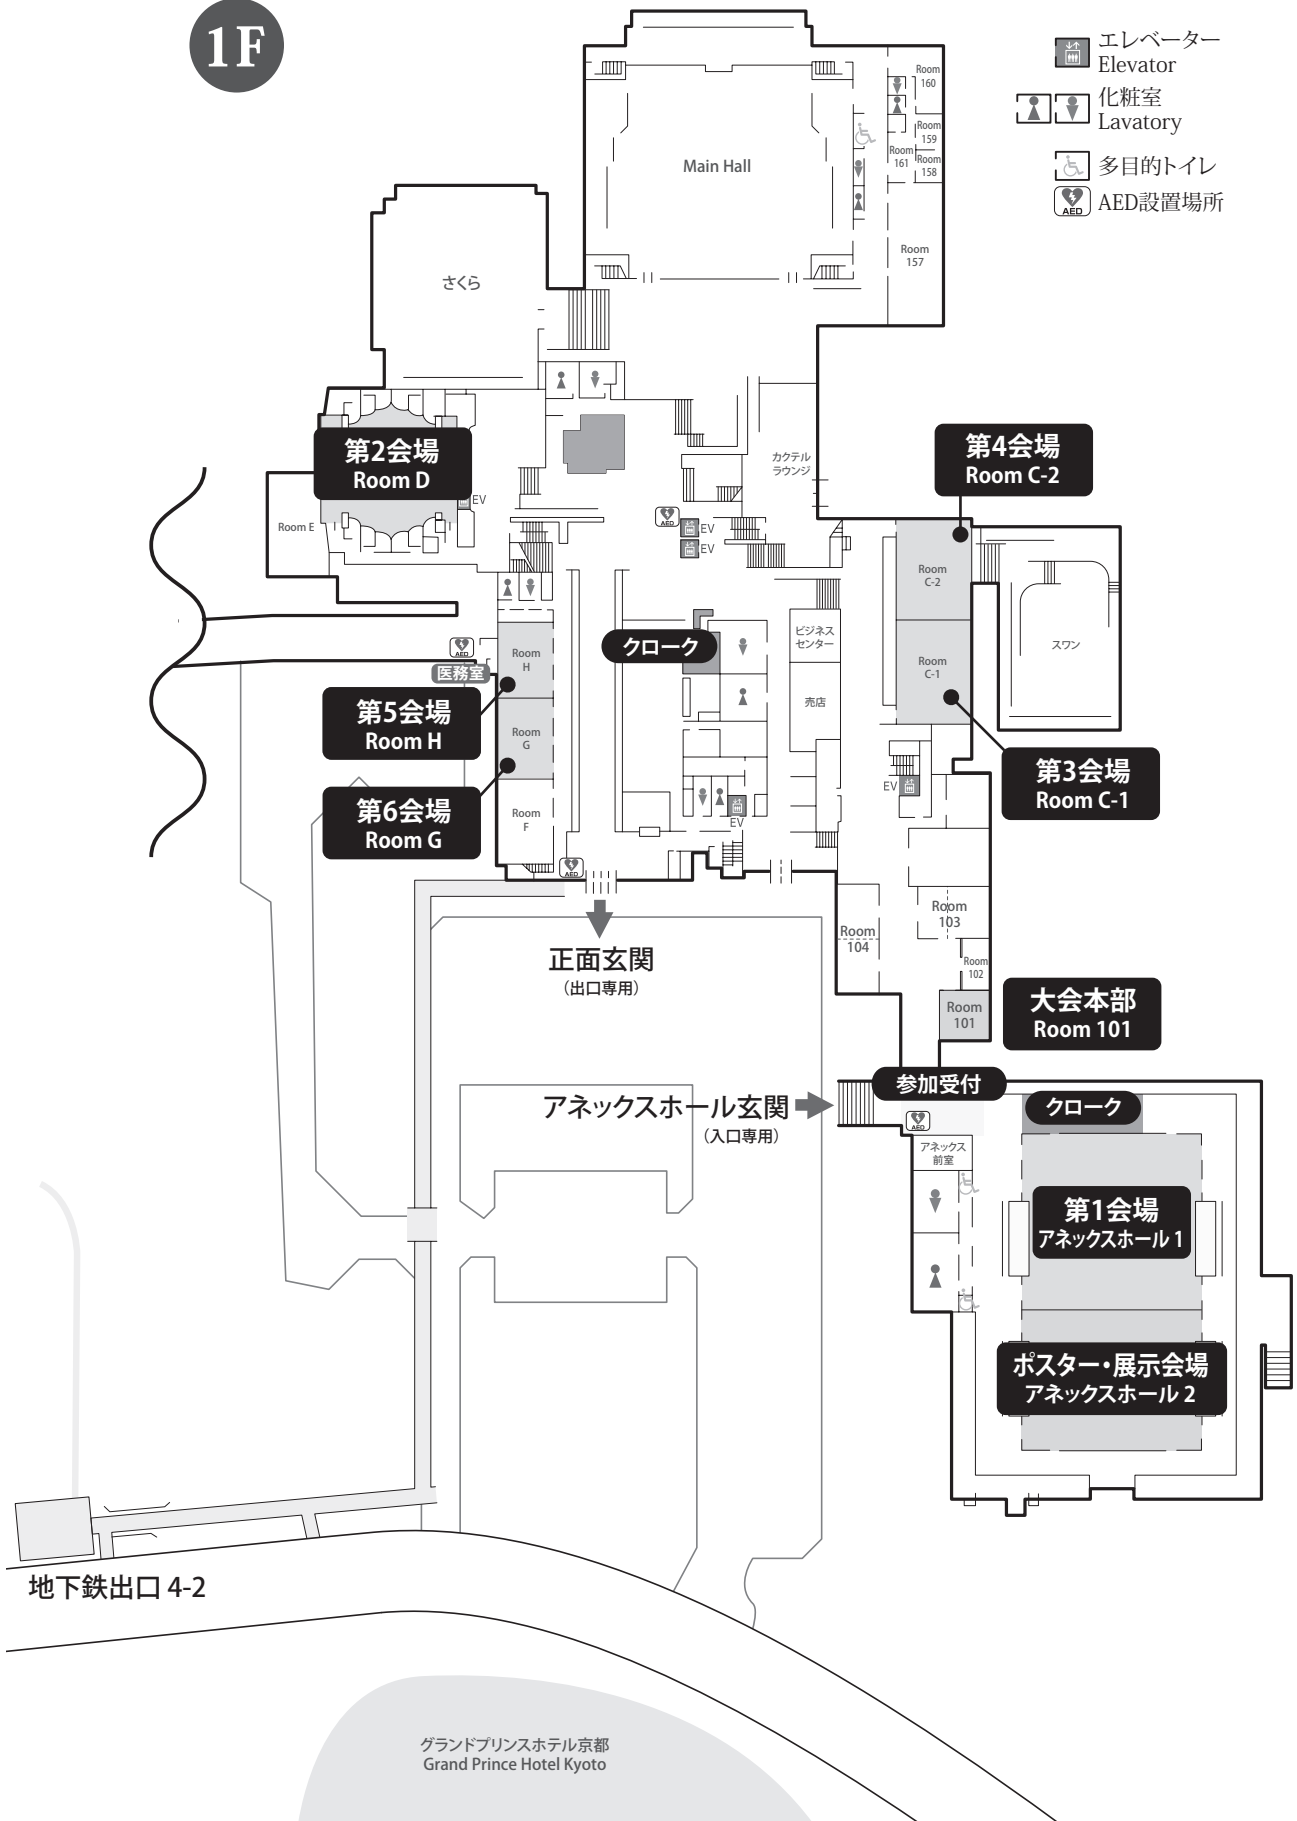 1F
エレベーター
Elevator
化粧室
Lavatory
多目的トイレ
AED
AED設置場所
Room
160
Room
159
Room
161
Room
158
Main Hall
Room
157
さくら
第2会場
Room D
EV
Room E
カクテル
ラウンジ
第4会場
Room C-2
AED
EV
EV
Room
C-2
Room
C-1
スワン
ビジネス
センター
クローク
売店
AED
医務室
Room
H
第5会場
Room H
Room
G
第6会場
Room G
Room
F
第3会場
Room C-1
EV
EV
AED
正面玄関
（出口専用）
Room
104
Room
103
Room
102
Room
101
大会本部
Room 101
参加受付
アネックスホール玄関
（入口専用）
AED
クローク
アネックス
前室
第1会場
アネックスホール 1
ポスター・展示会場
アネックスホール 2
地下鉄出口 4-2
グランドプリンスホテル京都
Grand Prince Hotel Kyoto